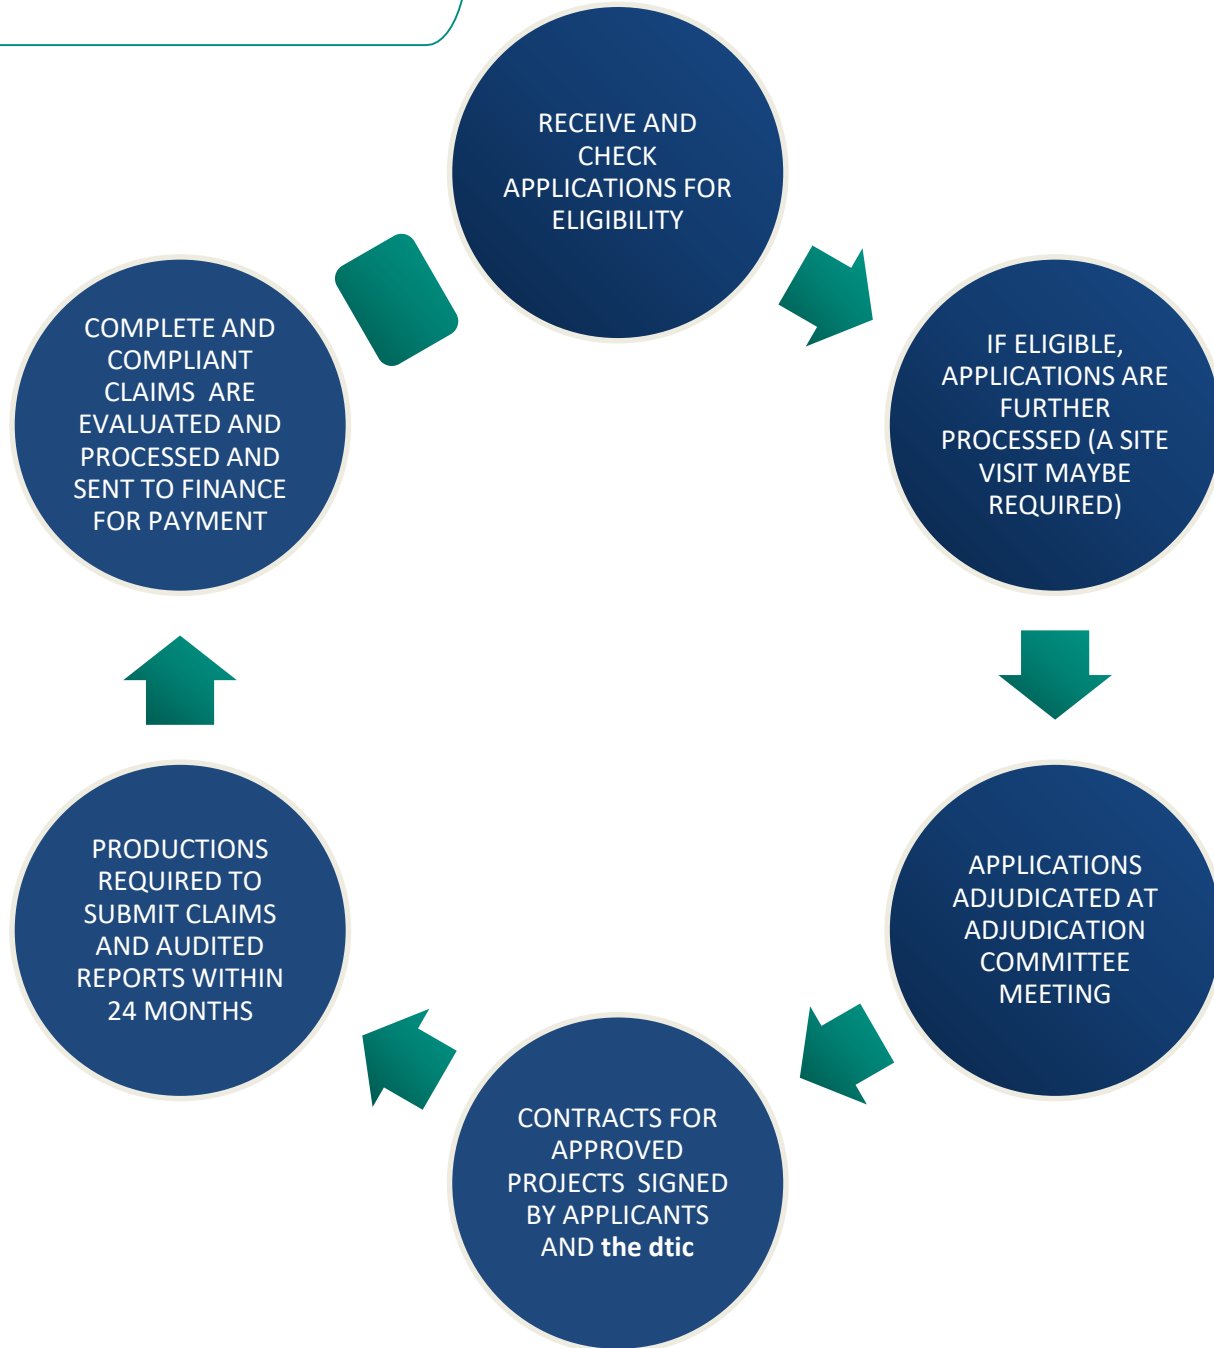 RECEIVE AND
CHECK
APPLICATIONS FOR
ELIGIBILITY
IF ELIGIBLE,
APPLICATIONS ARE
FURTHER
PROCESSED (A SITE
VISIT MAYBE
REQUIRED)
APPLICATIONS
ADJUDICATED AT
ADJUDICATION
COMMITTEE
MEETING
CONTRACTS FOR
APPROVED
PROJECTS  SIGNED
BY APPLICANTS
AND the dtic
PRODUCTIONS
REQUIRED TO
SUBMIT CLAIMS
AND AUDITED
REPORTS WITHIN
24 MONTHS
COMPLETE AND
COMPLIANT
CLAIMS  ARE
EVALUATED AND
PROCESSED AND
SENT TO FINANCE
FOR PAYMENT